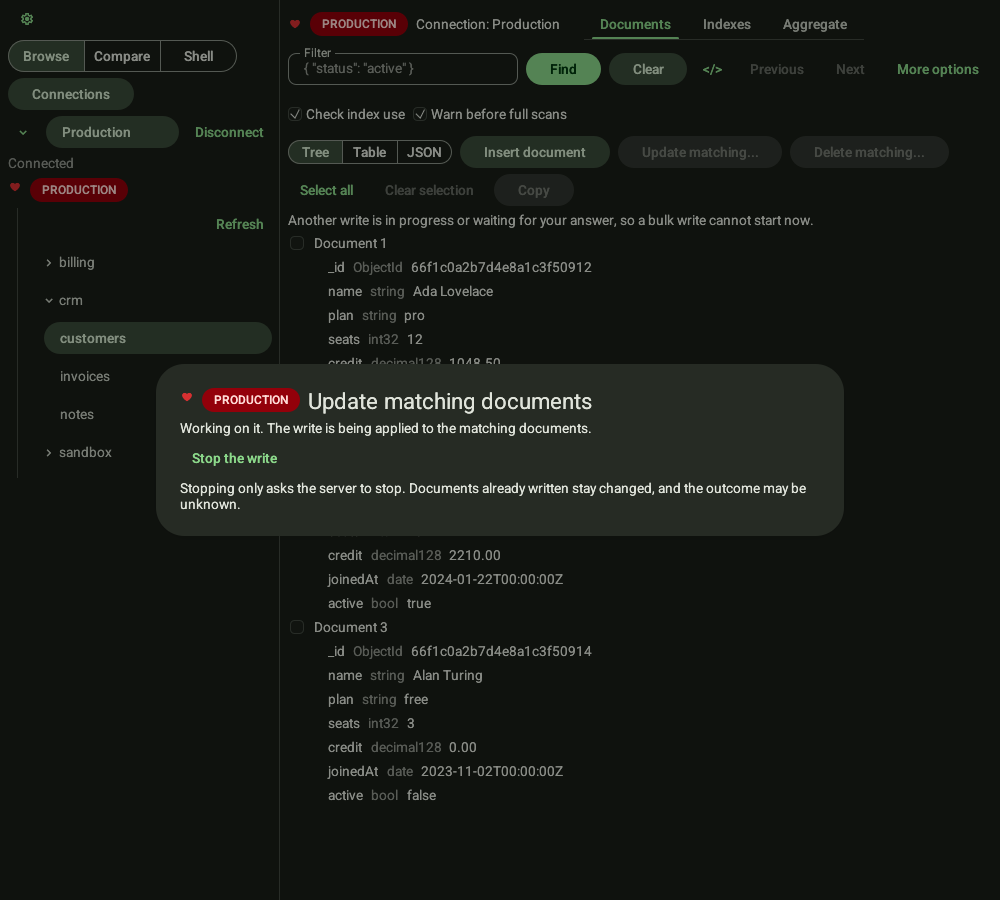 Browse Compare Shell
Connections
Production Disconnect
Connected
PRODUCTION
Refresh
billing
crm
customers
invoices
notes
sandbox
PRODUCTION Connection: Production Documents Indexes Aggregate
Filter
{ "status": "active" } Find Clear </> Previous Next More options
Check index use Warn before full scans
Tree Table JSON Insert document Update matching... Delete matching...
Select all Clear selection Copy
Another write is in progress or waiting for your answer, so a bulk write cannot start now.
Document 1
_id ObjectId 66f1c0a2b7d4e8a1c3f50912
name string Ada Lovelace
plan string pro
seats int32 12
credit decimal128 1048.50
PRODUCTION Update matching documents
Working on it. The write is being applied to the matching documents.
Stop the write
Stopping only asks the server to stop. Documents already written stay changed, and the outcome may be
unknown.
credit decimal128 2210.00
joinedAt date 2024-01-22T00:00:00Z
active bool true
Document 3
_id ObjectId 66f1c0a2b7d4e8a1c3f50914
name string Alan Turing
plan string free
seats int32 3
credit decimal128 0.00
joinedAt date 2023-11-02T00:00:00Z
active bool false